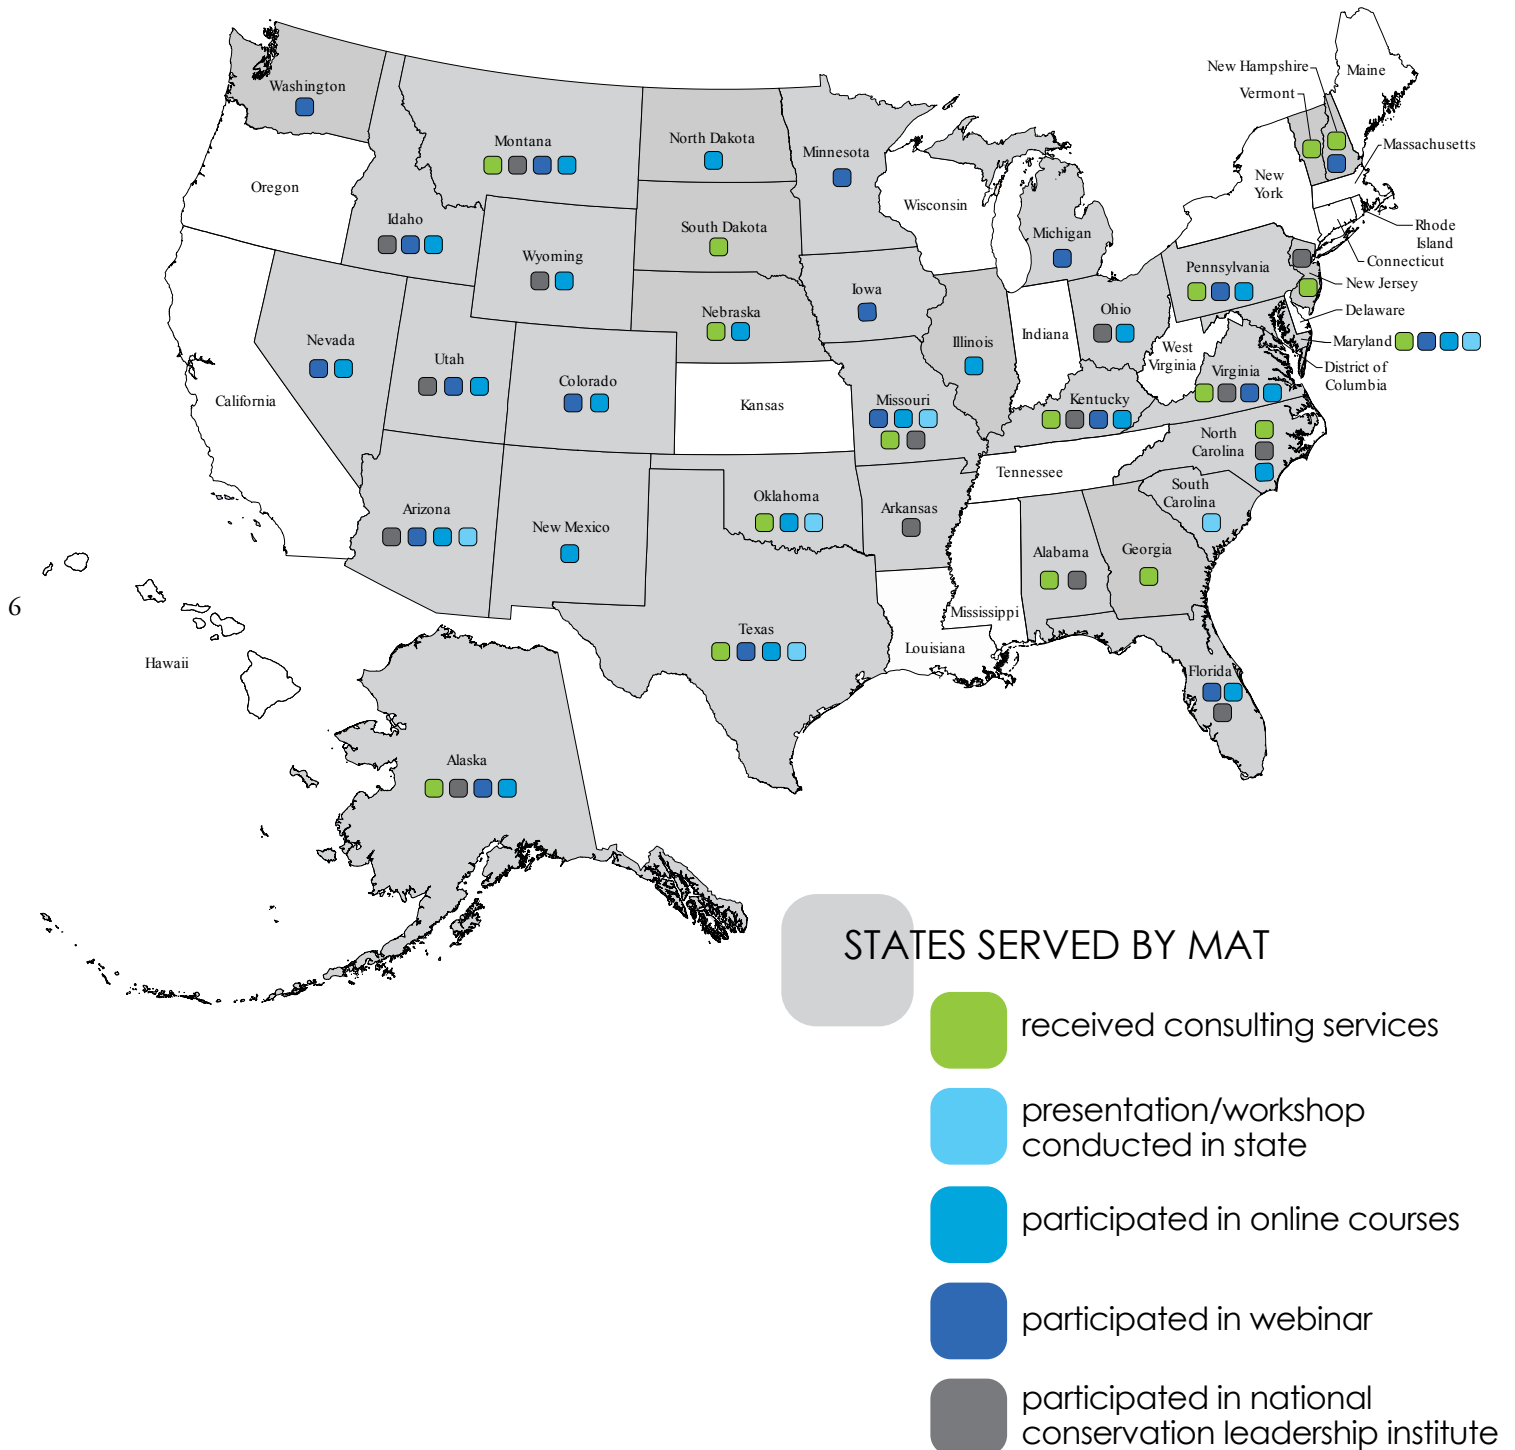 New Hampshire
Maine
Vermont
Washington
Montana
North Dakota
Minnesota
Massachusetts
Oregon
Idaho
South Dakota
Wisconsin
New
York
Michigan
Rhode
Island
Connecticut
Wyoming
Pennsylvania
New Jersey
Iowa
Nebraska
Ohio
Delaware
Nevada
Utah
Illinois
Indiana
Maryland
West
Virginia
District of
Columbia
Virginia
Colorado
California
Kansas
Missouri
Kentucky
North
Carolina
Tennessee
South
Carolina
Arizona
New Mexico
Oklahoma
Arkansas
Alabama
Georgia
6
Mississippi
Texas
Louisiana
Hawaii
Florida
Alaska
STATES SERVED BY MAT
received consulting services
presentation/workshop
conducted in state
participated in online courses
participated in webinar
participated in national
conservation leadership institute